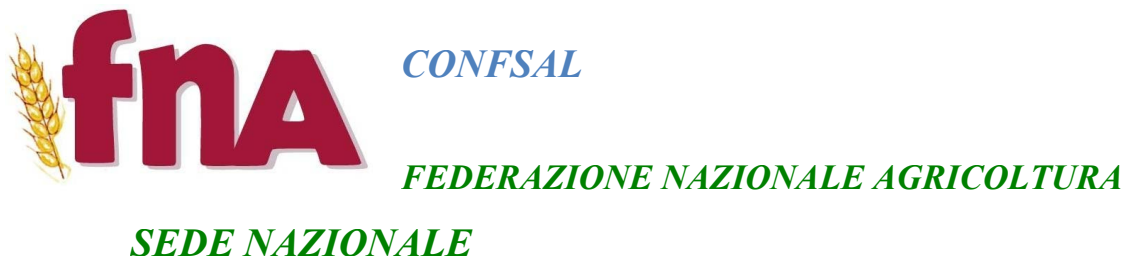 fnA
CONFSAL
FEDERAZIONE NAZIONALE AGRICOLTURA
SEDE NAZIONALE